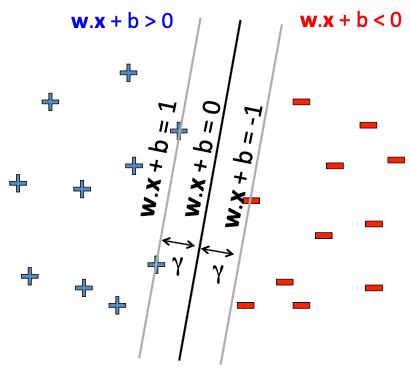 w.x + b > 0
w.x + b < 0
w.x + b = 1
w.x + b = 0
w.x + b = -1
γ
γ